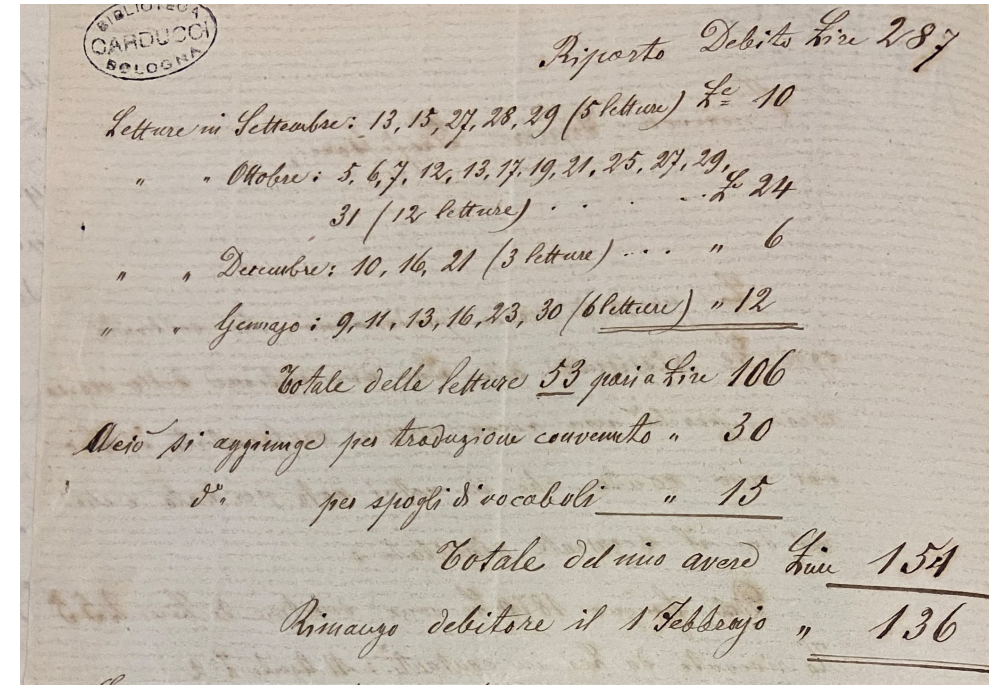 BIBLIOTECA
CARDUCCI
BOLOGNA
Riporto Debito Lire 287
Letture in Settembre: 13, 15, 27, 28, 29 (5 letture) L.e 10
" " Ottobre: 5, 6, 7, 12, 13, 17, 19, 21, 25, 27, 29,
31 (12 letture) . . . . . . L.e 24
" " Decembre: 10, 16, 21 (3 letture) .... " 6
" " Gennajo: 9, 11, 13, 16, 23, 30 (6 letture) " 12
Totale delle letture 53 pari a Lire 106
A ciò si aggiunge per traduzione convenuto " 30
d.o per spogli di vocaboli " 15
Totale del mio avere Lire 154
Rimango debitore il 1 Febbrajo " 136